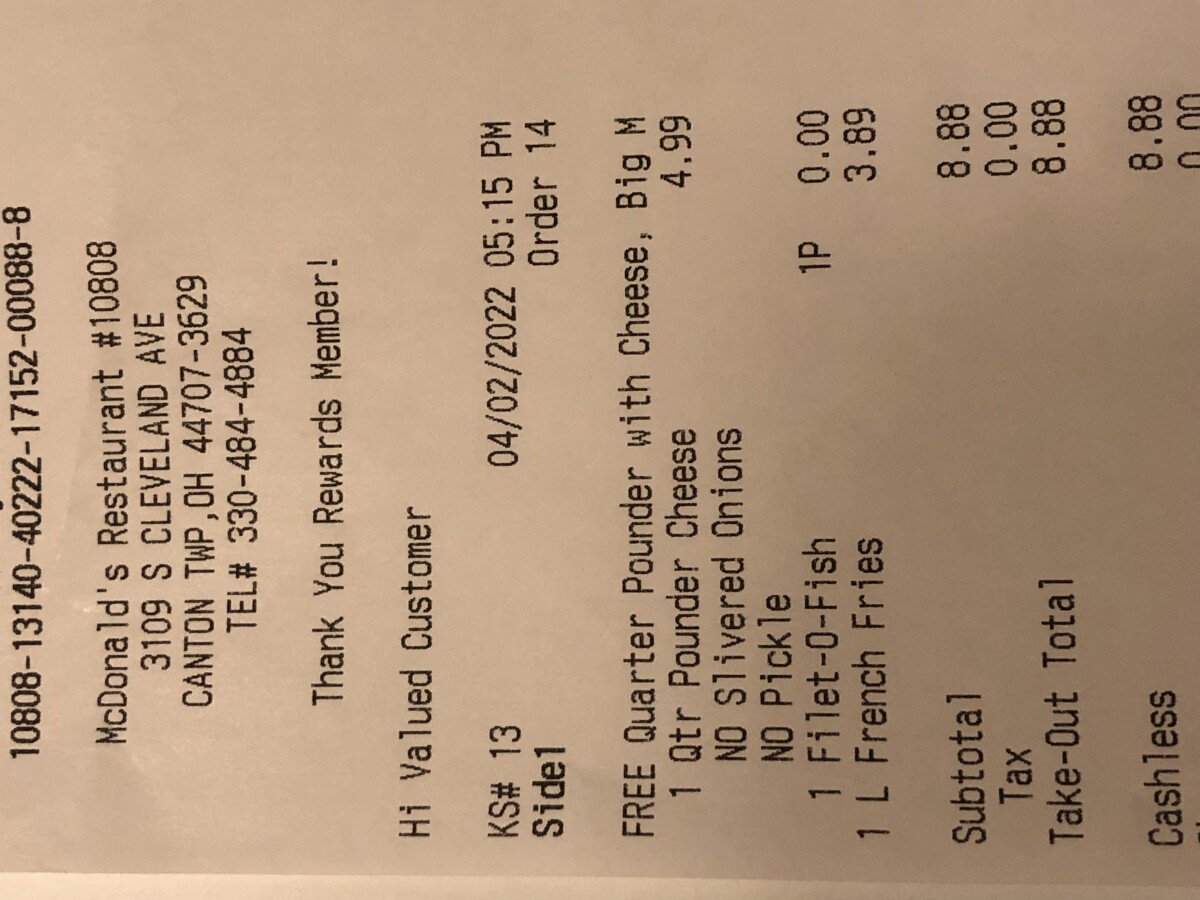 10808-13140-40222-17152-00088-8
McDonald's Restaurant #10808
3109 S CLEVELAND AVE
CANTON TWP,OH 44707-3629
TEL# 330-484-4884
Thank You Rewards Member!
Hi Valued Customer
KS# 13 04/02/2022 05:15 PM
Side1 Order 14
FREE Quarter Pounder with Cheese, Big M
1 Qtr Pounder Cheese 4.99
NO Slivered Onions
NO Pickle
1 Filet-O-Fish 1P 0.00
1 L French Fries 3.89
Subtotal 8.88
Tax 0.00
Take-Out Total 8.88
Cashless 8.88
0.00